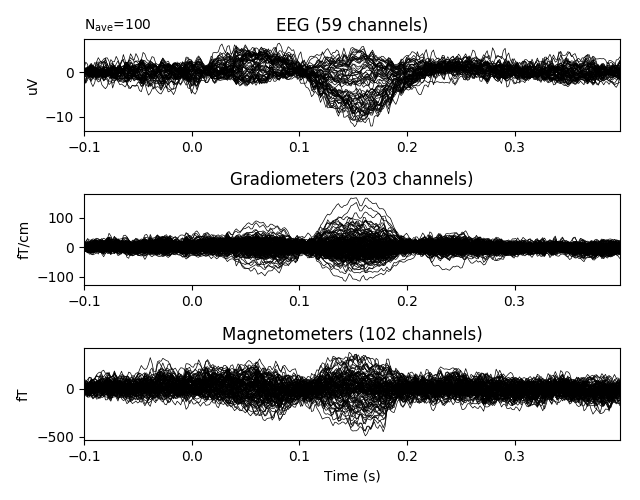 N_ave=100
EEG (59 channels)
0
−10
uV
−0.1 0.0 0.1 0.2 0.3
Gradiometers (203 channels)
100
0
−100
fT/cm
−0.1 0.0 0.1 0.2 0.3
Magnetometers (102 channels)
0
−500
fT
−0.1 0.0 0.1 0.2 0.3
Time (s)